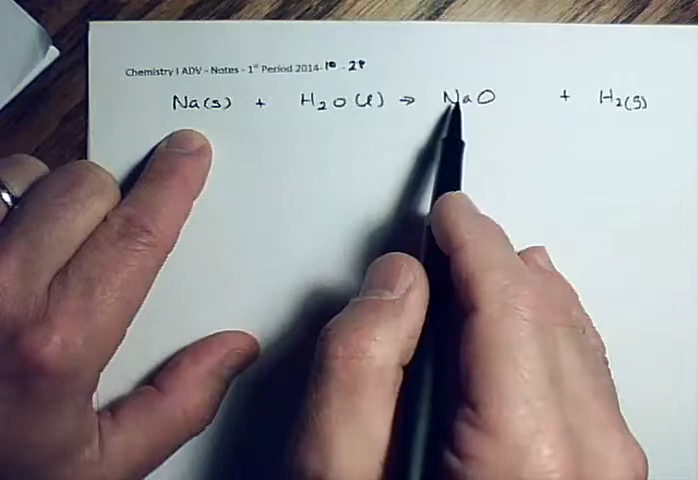 Chemistry I ADV - Notes - 1st Period 2014-10-28
Na(s) + H₂O(l) → NaO + H₂(g)